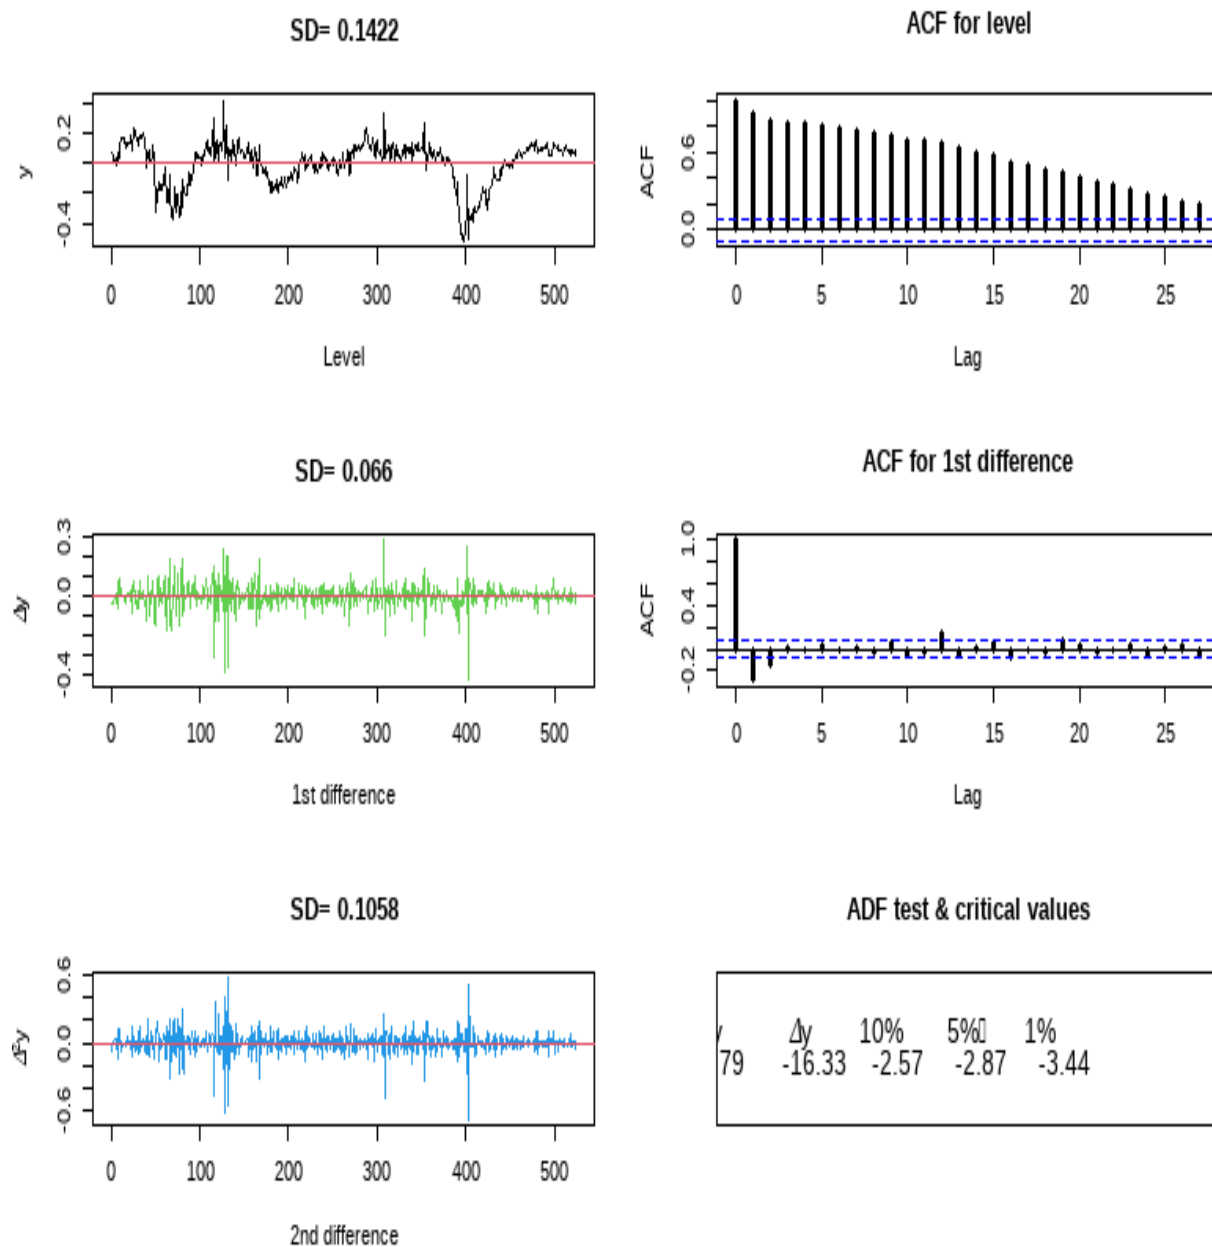 SD= 0.1422
ACF for level
y
-0.4
0.2
0
100
200
300
400
500
Level
ACF
0.0
0.6
0
5
10
15
20
25
Lag
SD= 0.066
ACF for 1st difference
Δy
-0.4
0.0
0.3
0
100
200
300
400
500
1st difference
ACF
-0.2
0.4
1.0
0
5
10
15
20
25
Lag
SD= 0.1058
ADF test & critical values
-0.6
0.0
0.6
0
100
200
300
400
500
2nd difference
Δy 10% 5% 1%
79 -16.33 -2.57 -2.87 -3.44